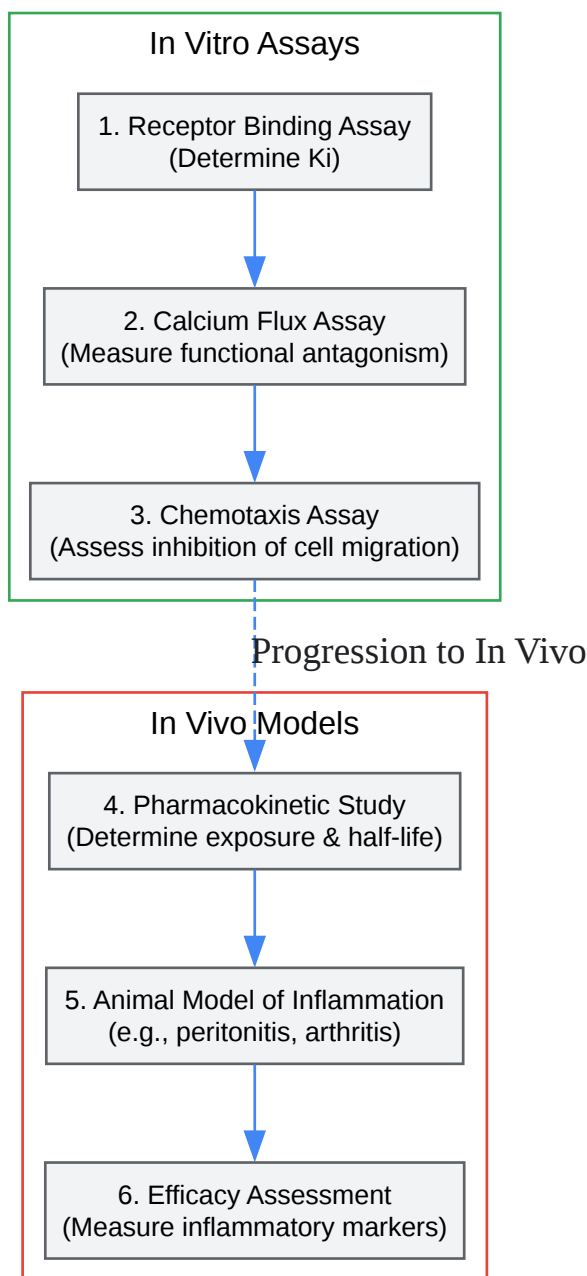 In Vitro Assays
1. Receptor Binding Assay
(Determine Ki)
2. Calcium Flux Assay
(Measure functional antagonism)
3. Chemotaxis Assay
(Assess inhibition of cell migration)
Progression to In Vivo
In Vivo Models
4. Pharmacokinetic Study
(Determine exposure & half-life)
5. Animal Model of Inflammation
(e.g., peritonitis, arthritis)
6. Efficacy Assessment
(Measure inflammatory markers)